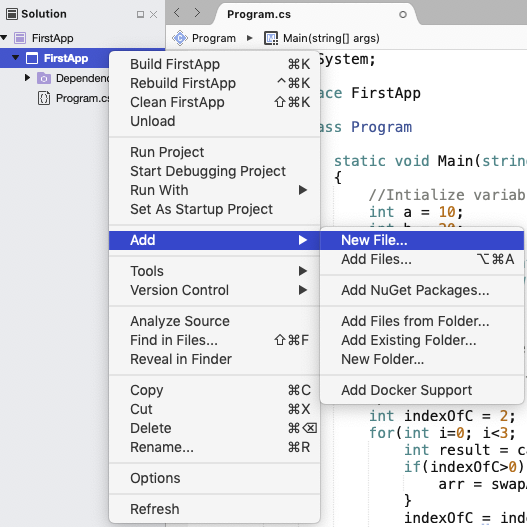 Solution
Program.cs
FirstApp
Program
Main(string[] args)
FirstApp
Build FirstApp ⌘K
System;
Rebuild FirstApp ^⌘K
Dependenc
Clean FirstApp ⇧⌘K
ace FirstApp
Program.cs
Unload
ass Program
Run Project
static void Main(string
Start Debugging Project
{
Run With
//Intialize variab
Set As Startup Project
int a = 10;
Add
New File...
Add Files... ⌥⌘A
Tools
Version Control
Add NuGet Packages...
Analyze Source
Add Files from Folder...
Find in Files... ⇧⌘F
Add Existing Folder...
Reveal in Finder
New Folder...
Copy ⌘C
Add Docker Support
Cut ⌘X
int indexOfC = 2;
Delete ⌘⌫
for(int i=0; i<3;
Rename... ⌘R
int result = ca
if(indexOfC>0)
Options
arr = swap
}
Refresh
indexOfC = ind